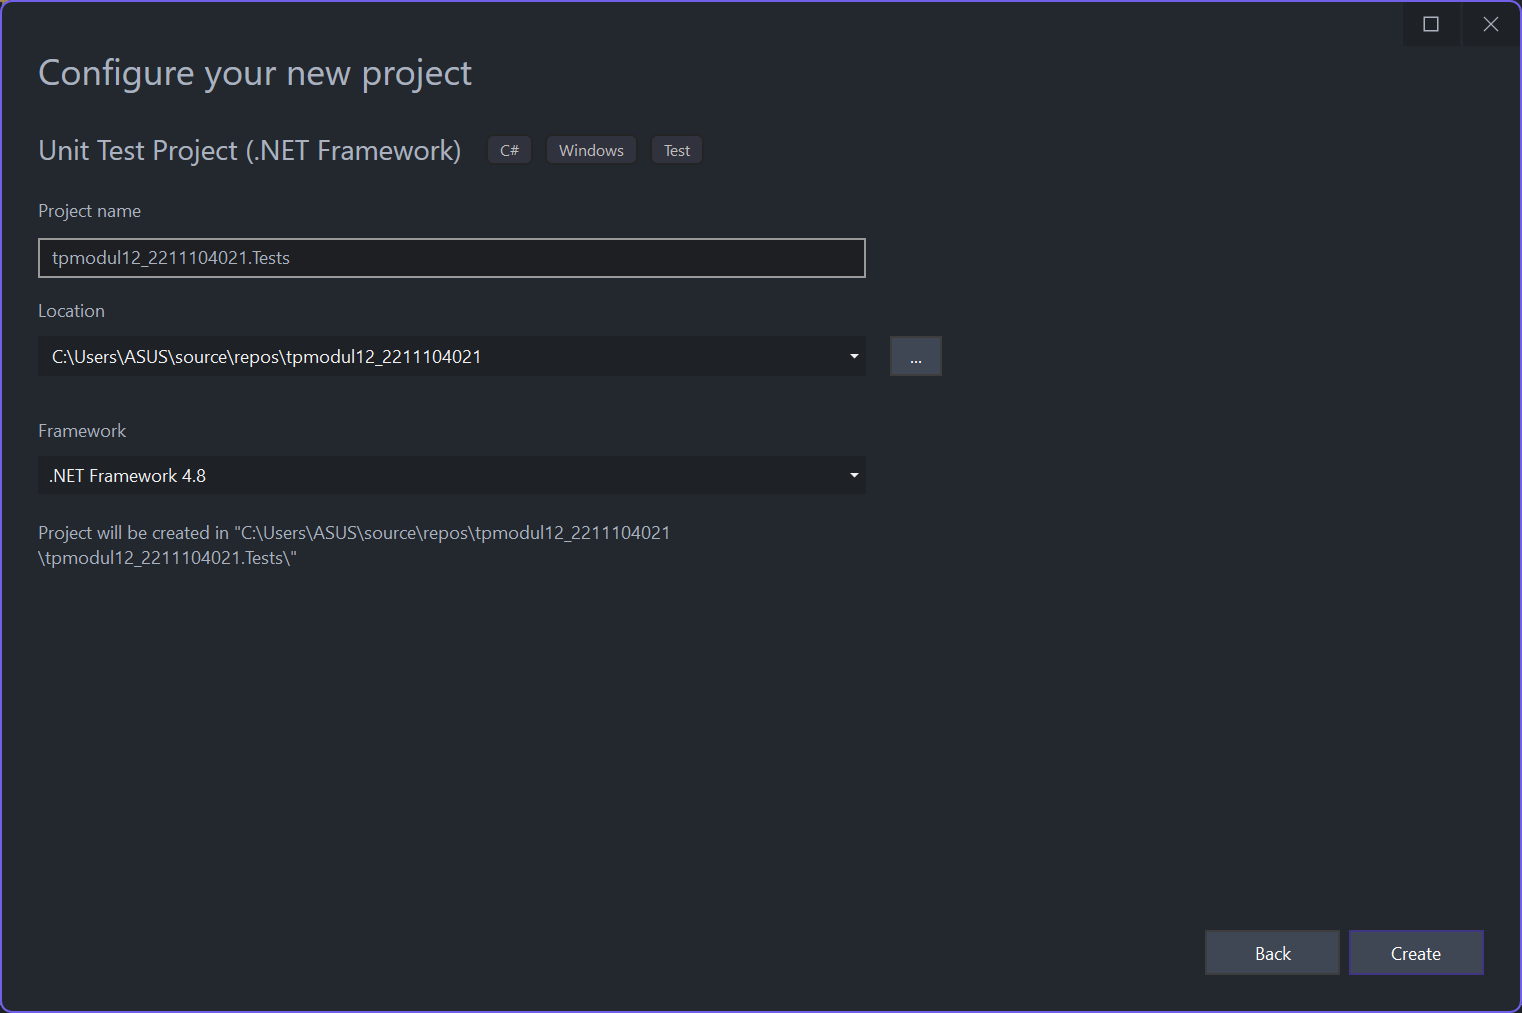 Configure your new project
Unit Test Project (.NET Framework) C# Windows Test
Project name
tpmodul12_2211104021.Tests
Location
C:\Users\ASUS\source\repos\tpmodul12_2211104021
...
Framework
.NET Framework 4.8
Project will be created in "C:\Users\ASUS\source\repos\tpmodul12_2211104021
\tpmodul12_2211104021.Tests\"
Back Create